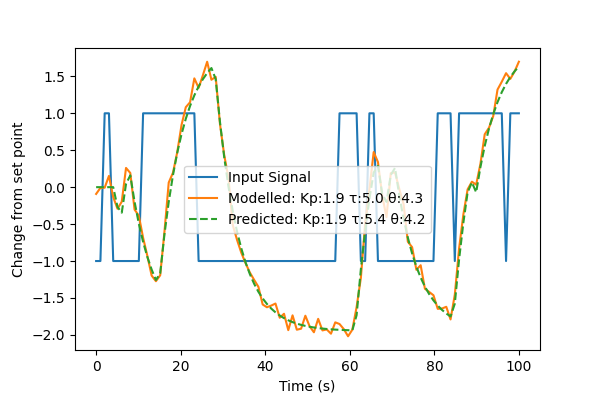 Change from set point
1.5
1.0
0.5
0.0
−0.5
−1.0
−1.5
−2.0
Input Signal
Modelled: Kp:1.9 τ:5.0 θ:4.3
Predicted: Kp:1.9 τ:5.4 θ:4.2
0 20 40 60 80 100
Time (s)